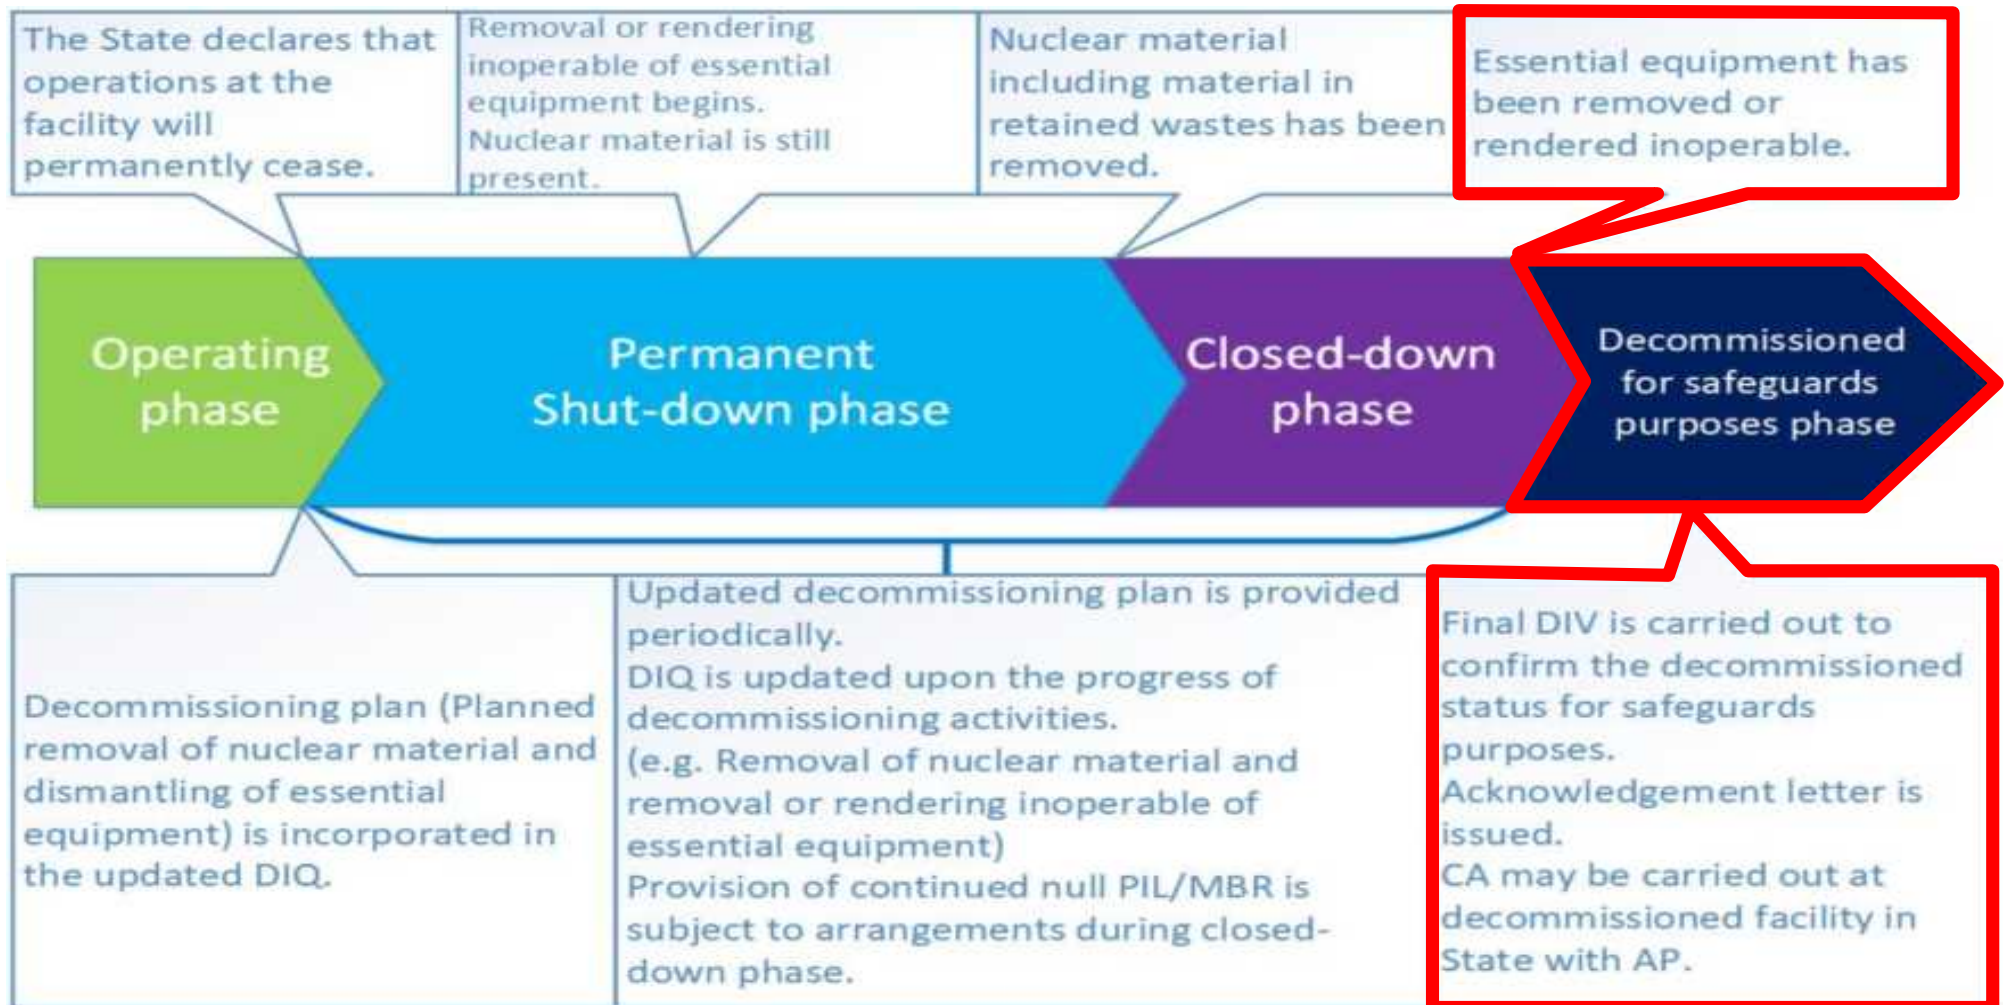 The State declares that
operations at the
facility will
permanently cease.
Removal or rendering
inoperable of essential
equipment begins.
Nuclear material is still
present.
Nuclear material
including material in
retained wastes has been
removed.
Essential equipment has
been removed or
rendered inoperable.
Operating
phase
Permanent
Shut-down phase
Closed-down
phase
Decommissioned
for safeguards
purposes phase
Decommissioning plan (Planned
removal of nuclear material and
dismantling of essential
equipment) is incorporated in
the updated DIQ.
Updated decommissioning plan is provided
periodically.
DIQ is updated upon the progress of
decommissioning activities.
(e.g. Removal of nuclear material and
removal or rendering inoperable of
essential equipment)
Provision of continued null PIL/MBR is
subject to arrangements during closed-
down phase.
Final DIV is carried out to
confirm the decommissioned
status for safeguards
purposes.
Acknowledgement letter is
issued.
CA may be carried out at
decommissioned facility in
State with AP.